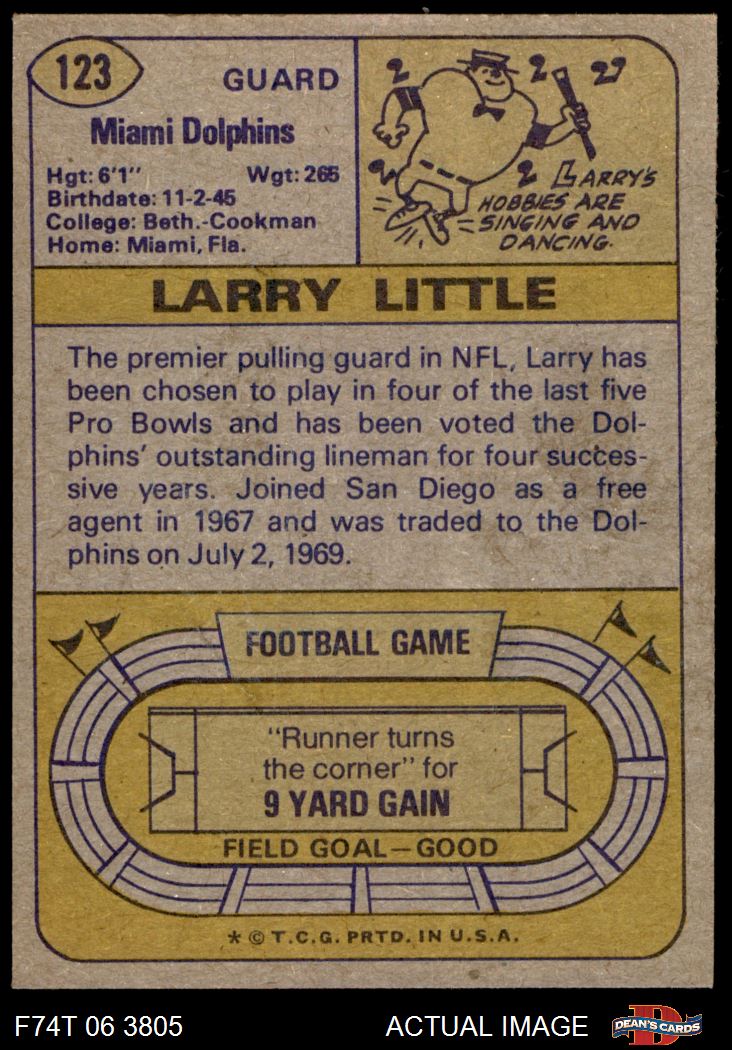 123
GUARD
Miami Dolphins
Hgt: 6'1" Wgt: 265
Birthdate: 11-2-45
College: Beth.-Cookman
Home: Miami, Fla.
LARRY'S
HOBBIES ARE
SINGING AND
DANCING.
LARRY LITTLE
The premier pulling guard in NFL, Larry has
been chosen to play in four of the last five
Pro Bowls and has been voted the Dol-
phins' outstanding lineman for four succes-
sive years. Joined San Diego as a free
agent in 1967 and was traded to the Dol-
phins on July 2, 1969.
FOOTBALL GAME
"Runner turns
the corner" for
9 YARD GAIN
FIELD GOAL—GOOD
* © T.C.G. PRTD. IN U.S.A.
F74T 06 3805 ACTUAL IMAGE
DEAN'S CARDS